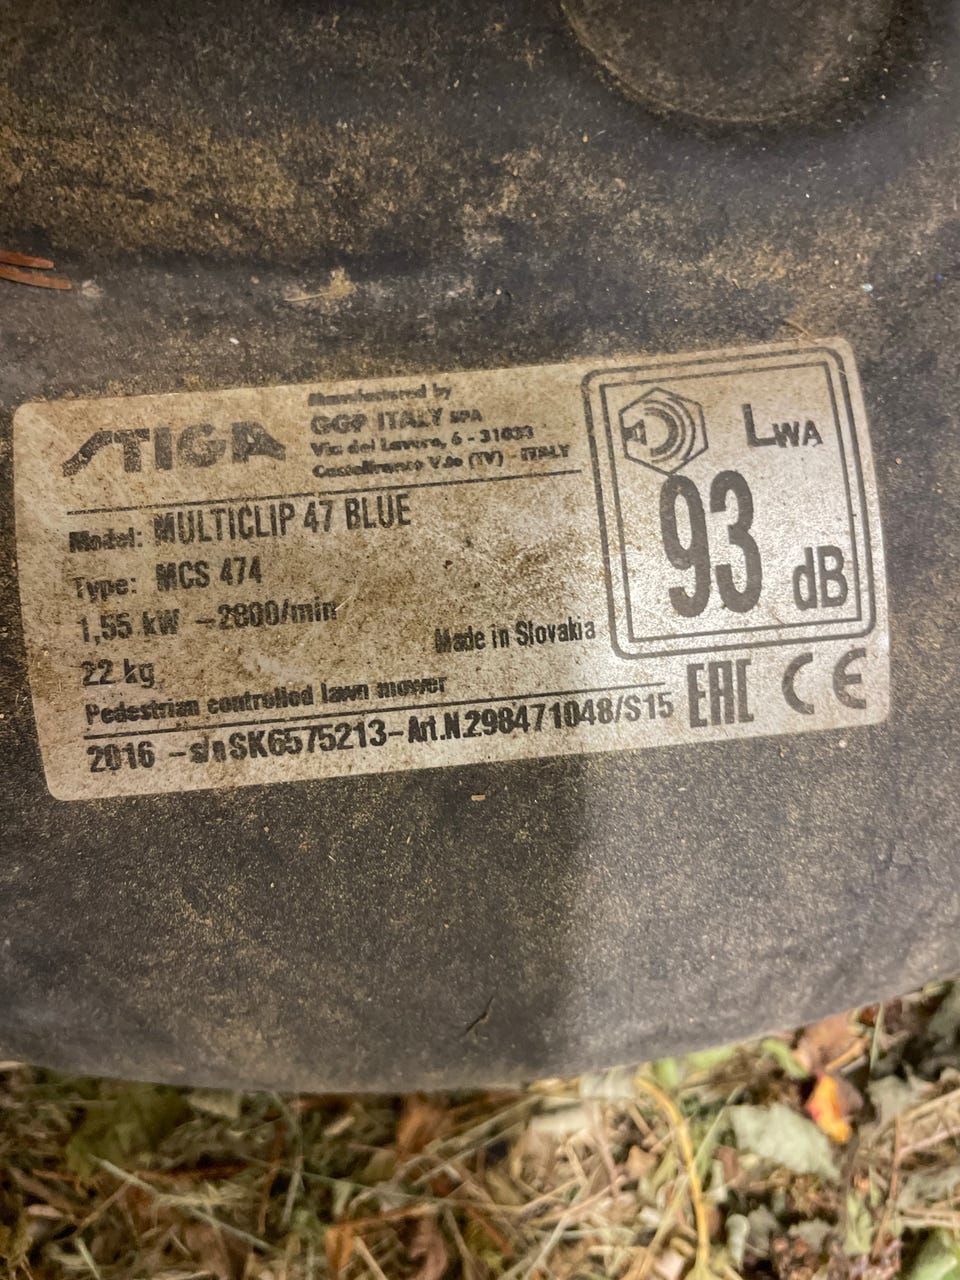 STIGA
Manufactured by
GGP ITALY SPA
Via del Lavoro, 6 - 31033
Castelfranco V.to (TV) - ITALY
Model: MULTICLIP 47 BLUE
Type: MCS 474
1,55 kW -2800/min
22 kg
Made in Slovakia
Pedestrian controlled lawn mower
2016 - s/n SK6575213 - Art.N.298471048/S15
LWA
93
dB
EAC CE